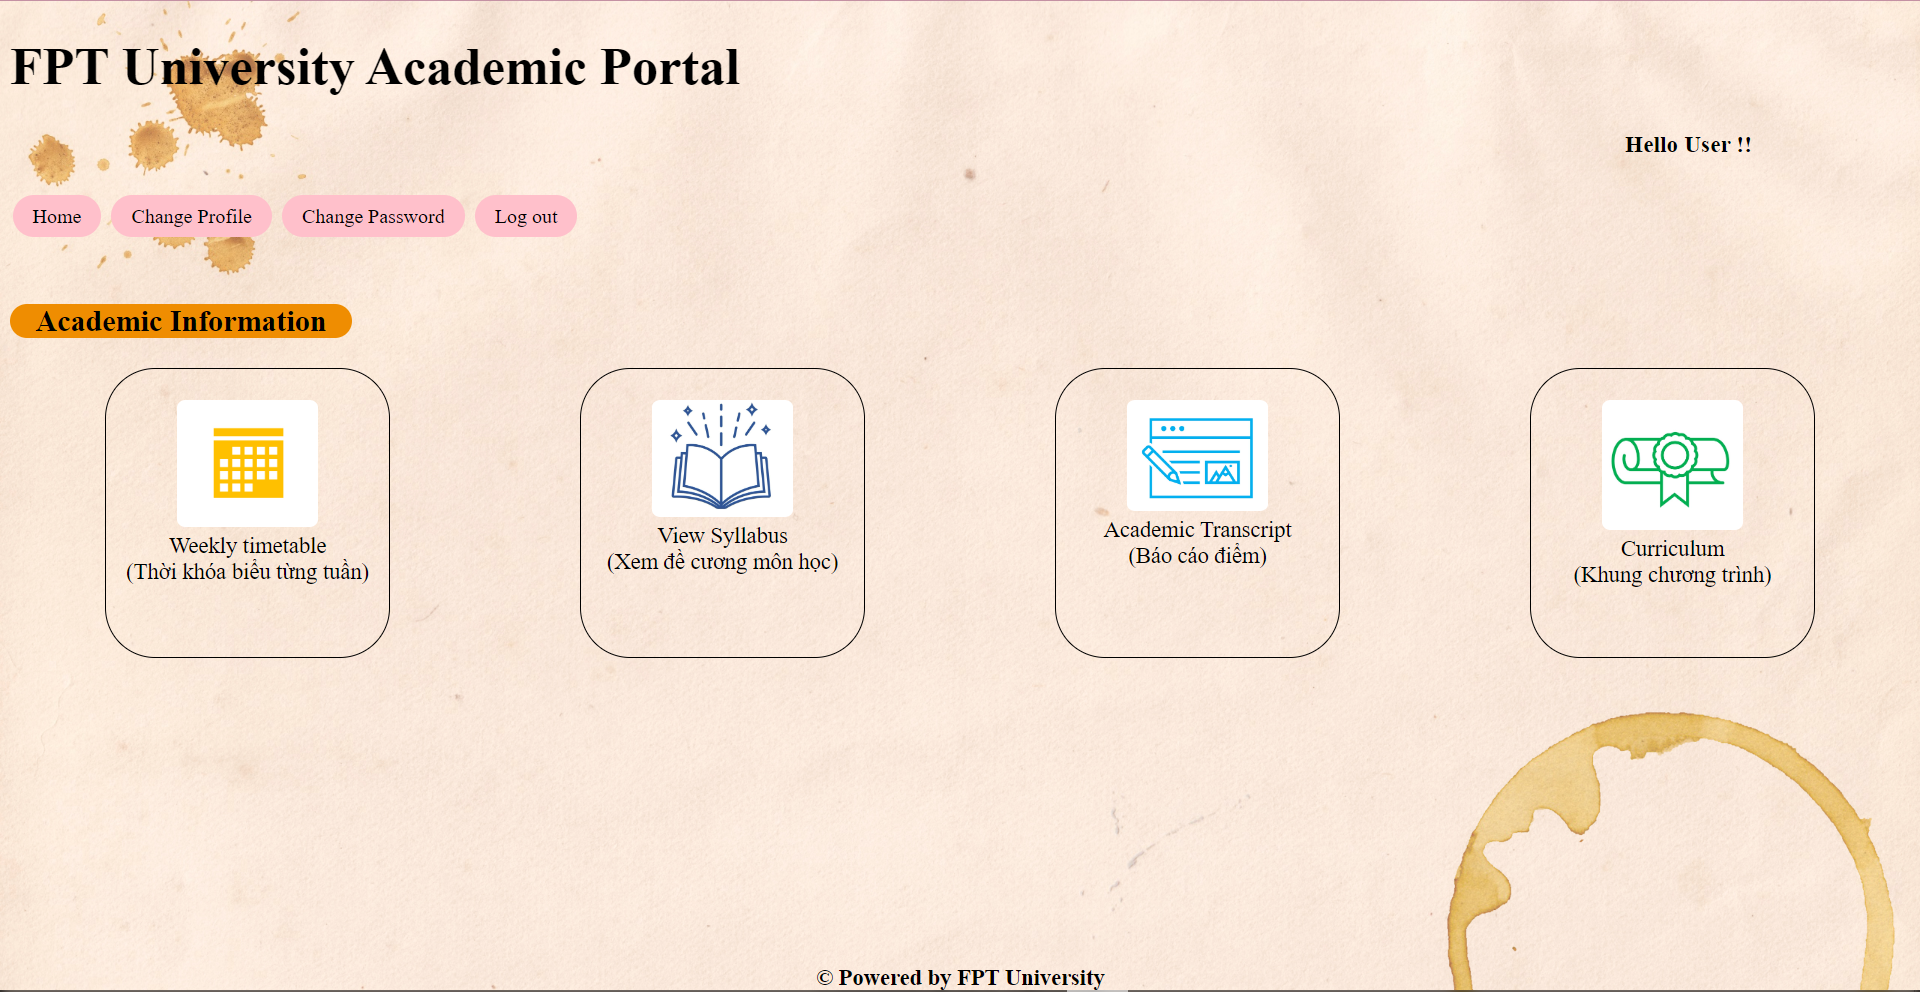 FPT University Academic Portal
Hello User !!
Home
Change Profile
Change Password
Log out
Academic Information
Weekly timetable
(Thời khóa biểu từng tuần)
View Syllabus
(Xem đề cương môn học)
Academic Transcript
(Báo cáo điểm)
Curriculum
(Khung chương trình)
© Powered by FPT University